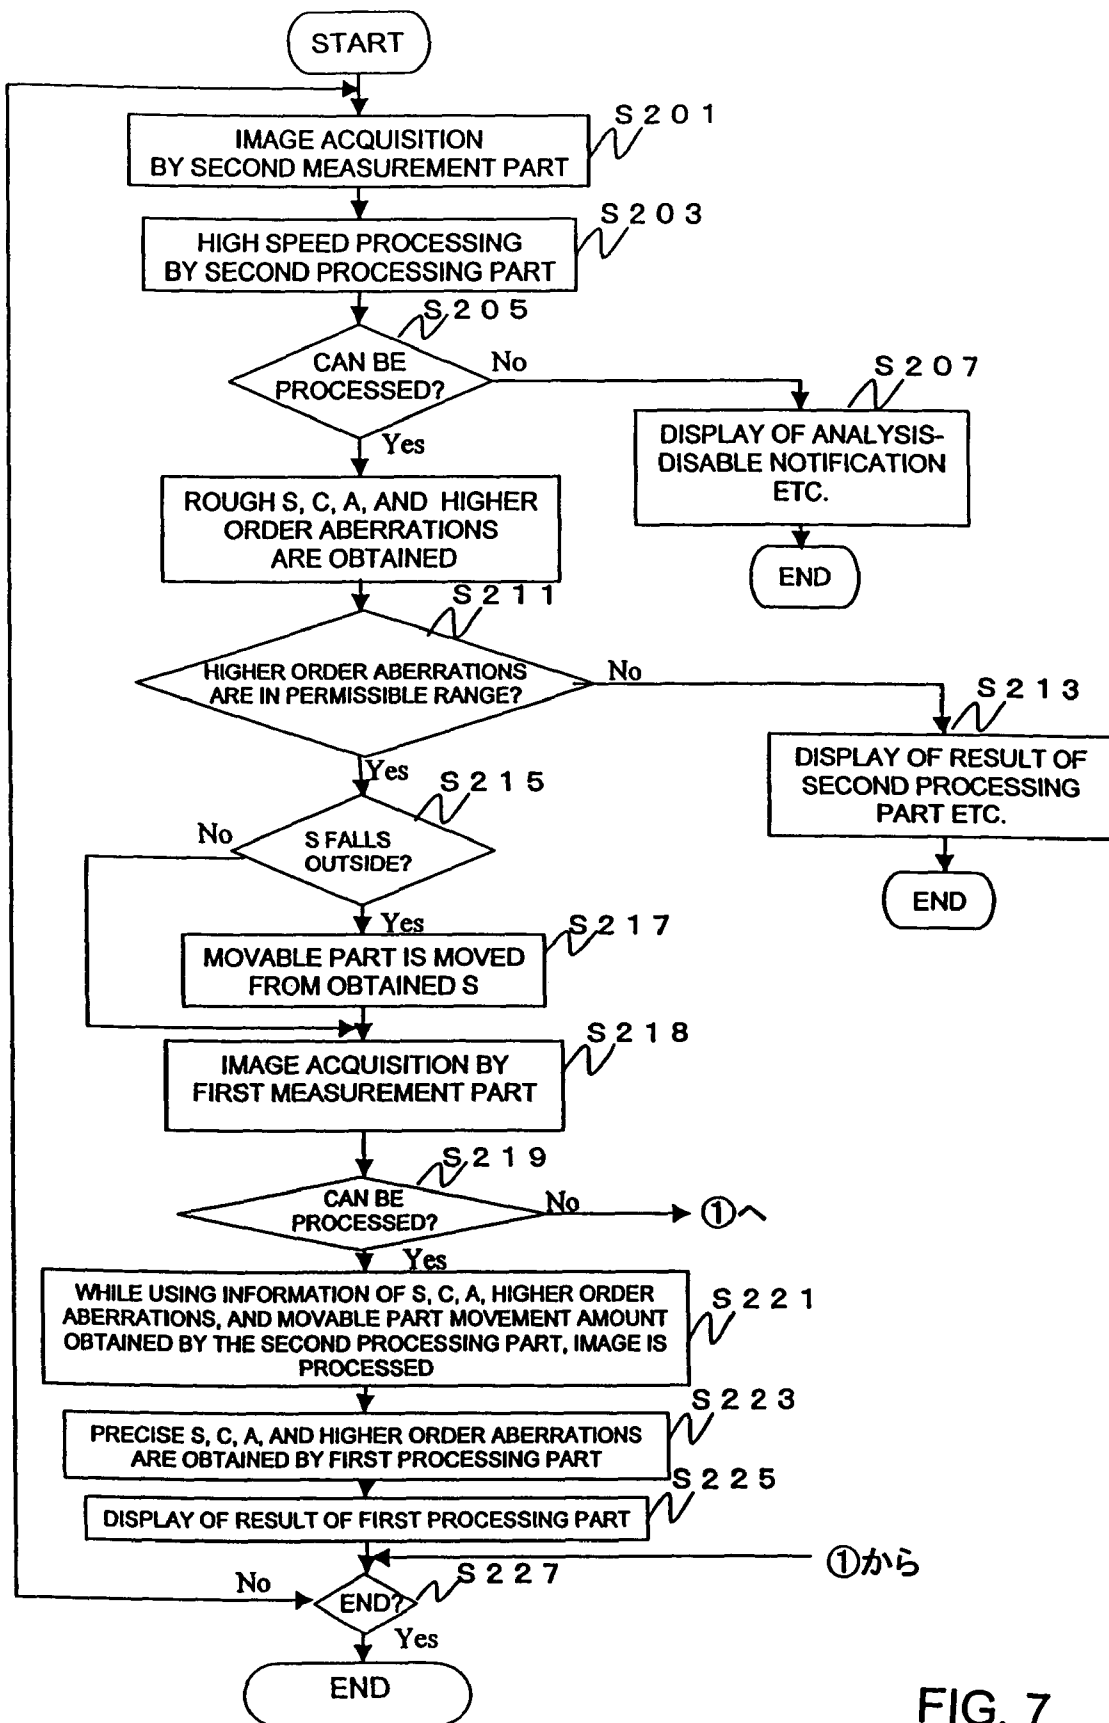 START
S201
IMAGE ACQUISITION
BY SECOND MEASUREMENT PART
S203
HIGH SPEED PROCESSING
BY SECOND PROCESSING PART
S205
CAN BE
PROCESSED?
No
S207
DISPLAY OF ANALYSIS-
DISABLE NOTIFICATION
ETC.
END
Yes
ROUGH S, C, A, AND HIGHER
ORDER ABERRATIONS
ARE OBTAINED
S211
HIGHER ORDER ABERRATIONS
ARE IN PERMISSIBLE RANGE?
No
S213
DISPLAY OF RESULT OF
SECOND PROCESSING
PART ETC.
END
Yes
S215
No
S FALLS
OUTSIDE?
Yes
S217
MOVABLE PART IS MOVED
FROM OBTAINED S
S218
IMAGE ACQUISITION BY
FIRST MEASUREMENT PART
S219
CAN BE
PROCESSED?
No
①へ
Yes
S221
WHILE USING INFORMATION OF S, C, A, HIGHER ORDER
ABERRATIONS, AND MOVABLE PART MOVEMENT AMOUNT
OBTAINED BY THE SECOND PROCESSING PART, IMAGE IS
PROCESSED
S223
PRECISE S, C, A, AND HIGHER ORDER ABERRATIONS
ARE OBTAINED BY FIRST PROCESSING PART
S225
DISPLAY OF RESULT OF FIRST PROCESSING PART
①から
S227
No
END?
Yes
END
FIG. 7